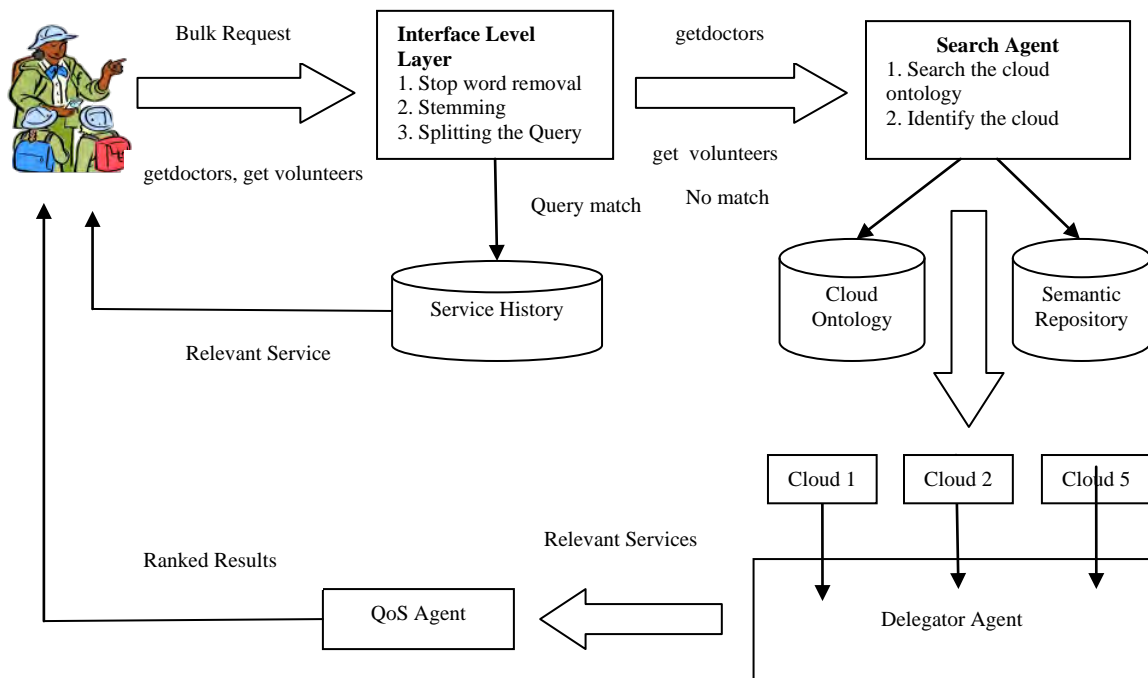 Bulk Request
getdoctors, get volunteers
Interface Level
Layer
1. Stop word removal
2. Stemming
3. Splitting the Query
getdoctors
get volunteers
No match
Search Agent
1. Search the cloud
ontology
2. Identify the cloud
Query match
Service History
Relevant Service
Cloud
Ontology
Semantic
Repository
Cloud 1
Cloud 2
Cloud 5
Relevant Services
Ranked Results
QoS Agent
Delegator Agent